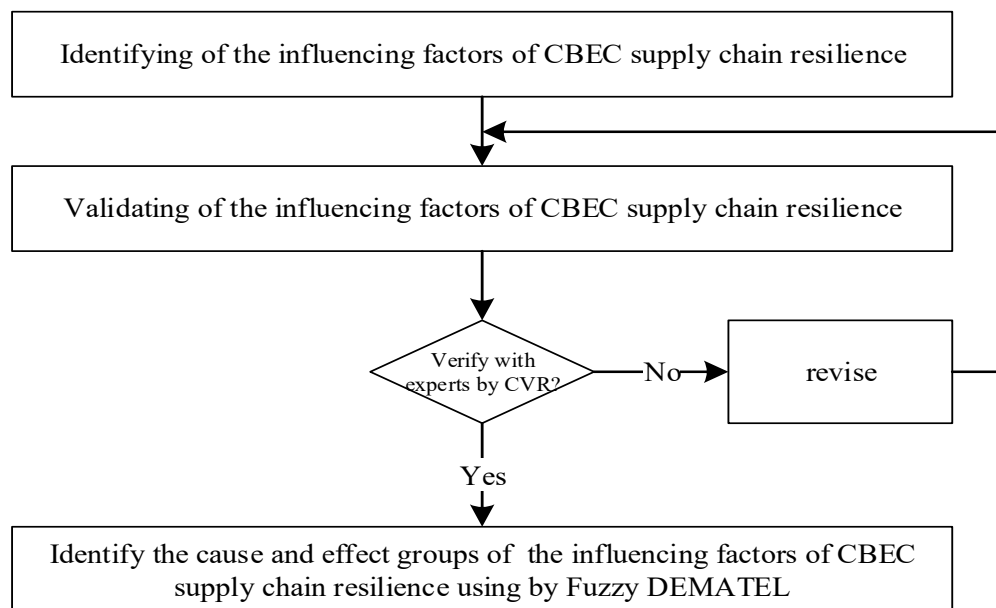 Identifying of the influencing factors of CBEC supply chain resilience
Validating of the influencing factors of CBEC supply chain resilience
Verify with
experts by CVR?
No
revise
Yes
Identify the cause and effect groups of the influencing factors of CBEC
supply chain resilience using by Fuzzy DEMATEL